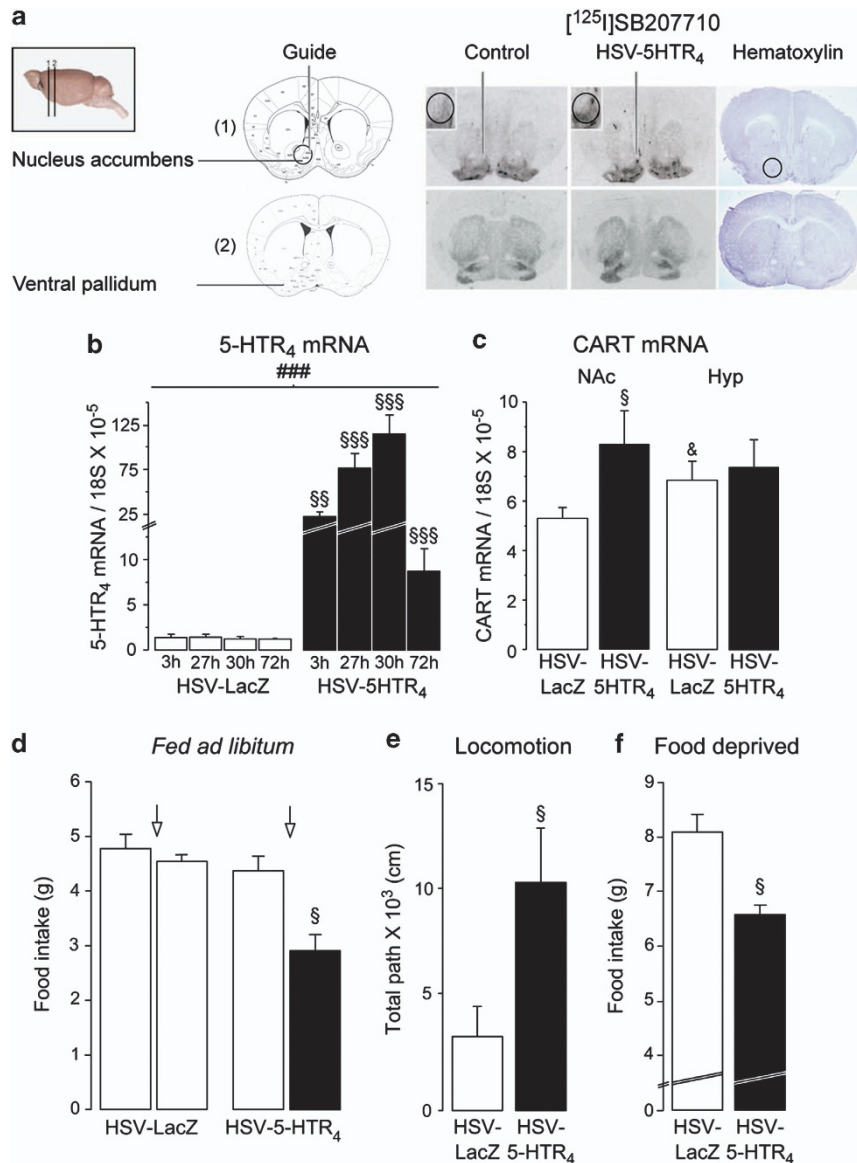 a
[¹²⁵I]SB207710
Guide
Control
HSV-5HTR₄
Hematoxylin
1 2
(1)
Nucleus accumbens
(2)
Ventral pallidum
b
5-HTR₄ mRNA
###
5-HTR₄ mRNA / 18S X 10⁻⁵
125
75
25
10
5
0
§§
§§§
§§§
§§§
3h 27h 30h 72h
3h 27h 30h 72h
HSV-LacZ
HSV-5HTR₄
c
CART mRNA
NAc
Hyp
CART mRNA / 18S X 10⁻⁵
10
8
6
5
2
0
§
&
HSV-LacZ
HSV-5HTR₄
HSV-LacZ
HSV-5HTR₄
d
Fed ad libitum
Food intake (g)
6
5
4
3
2
1
0
§
HSV-LacZ
HSV-5-HTR₄
e
Locomotion
Total path X 10³ (cm)
15
10
5
0
§
HSV-LacZ
HSV-5-HTR₄
f
Food deprived
Food intake (g)
9
8
7
6
4
0
§
HSV-LacZ
HSV-5-HTR₄